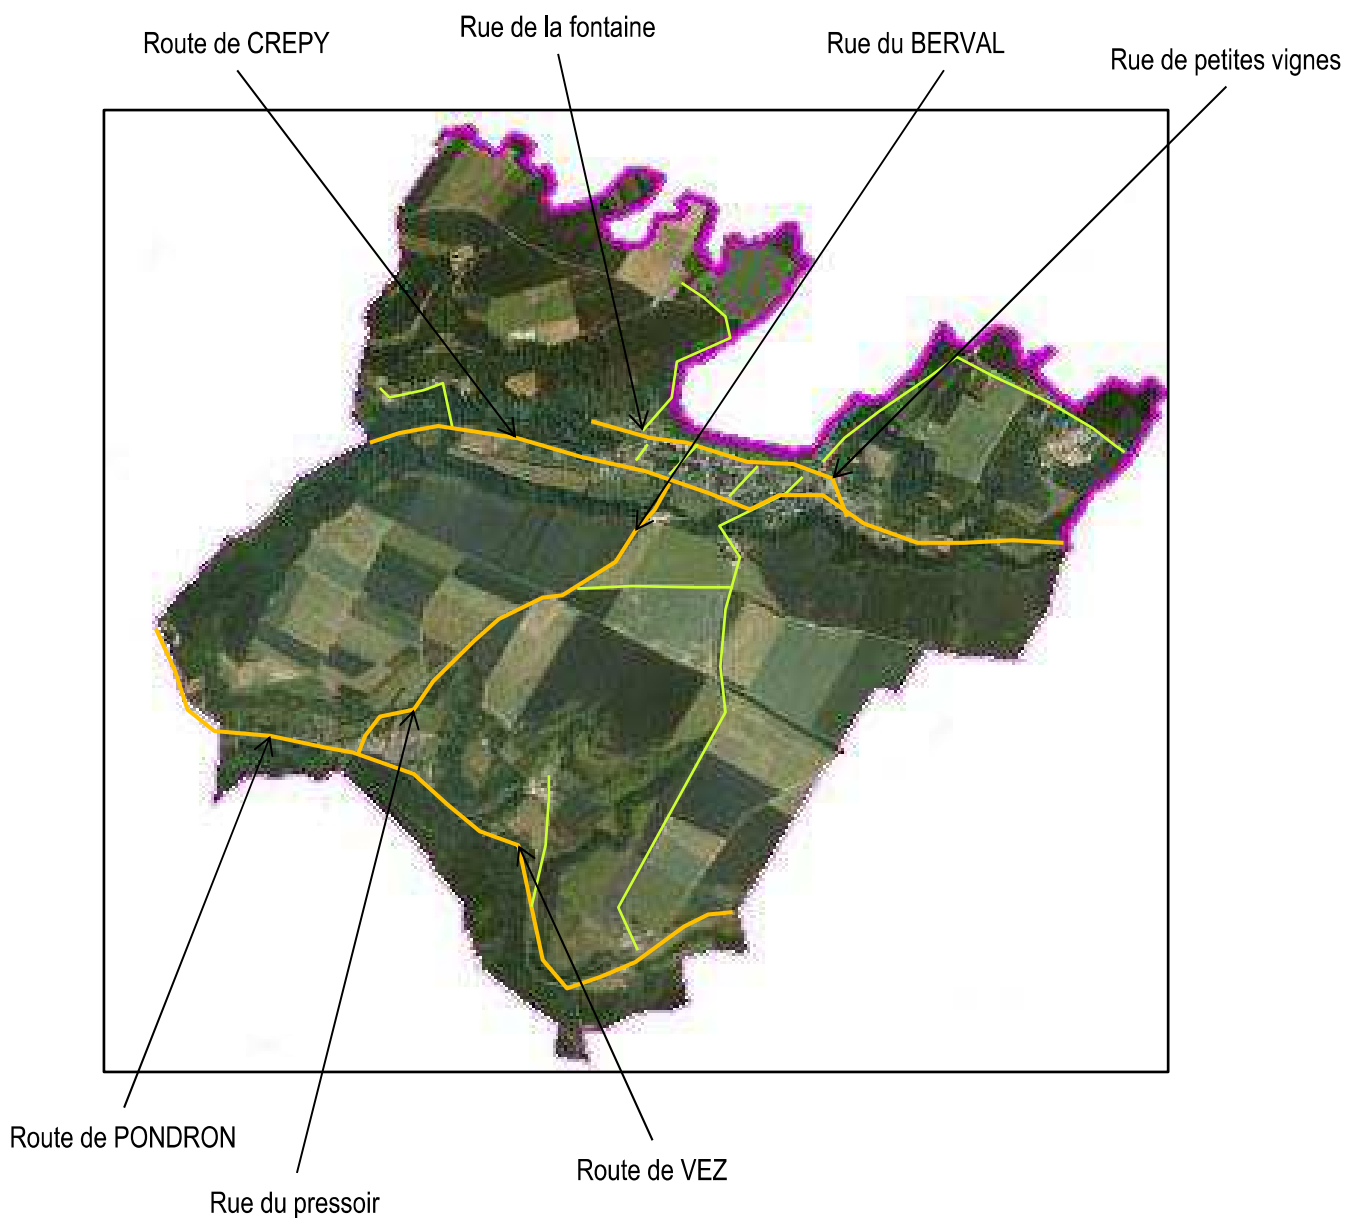 Route de CREPY
Rue de la fontaine
Rue du BERVAL
Rue de petites vignes
Route de PONDRON
Rue du pressoir
Route de VEZ